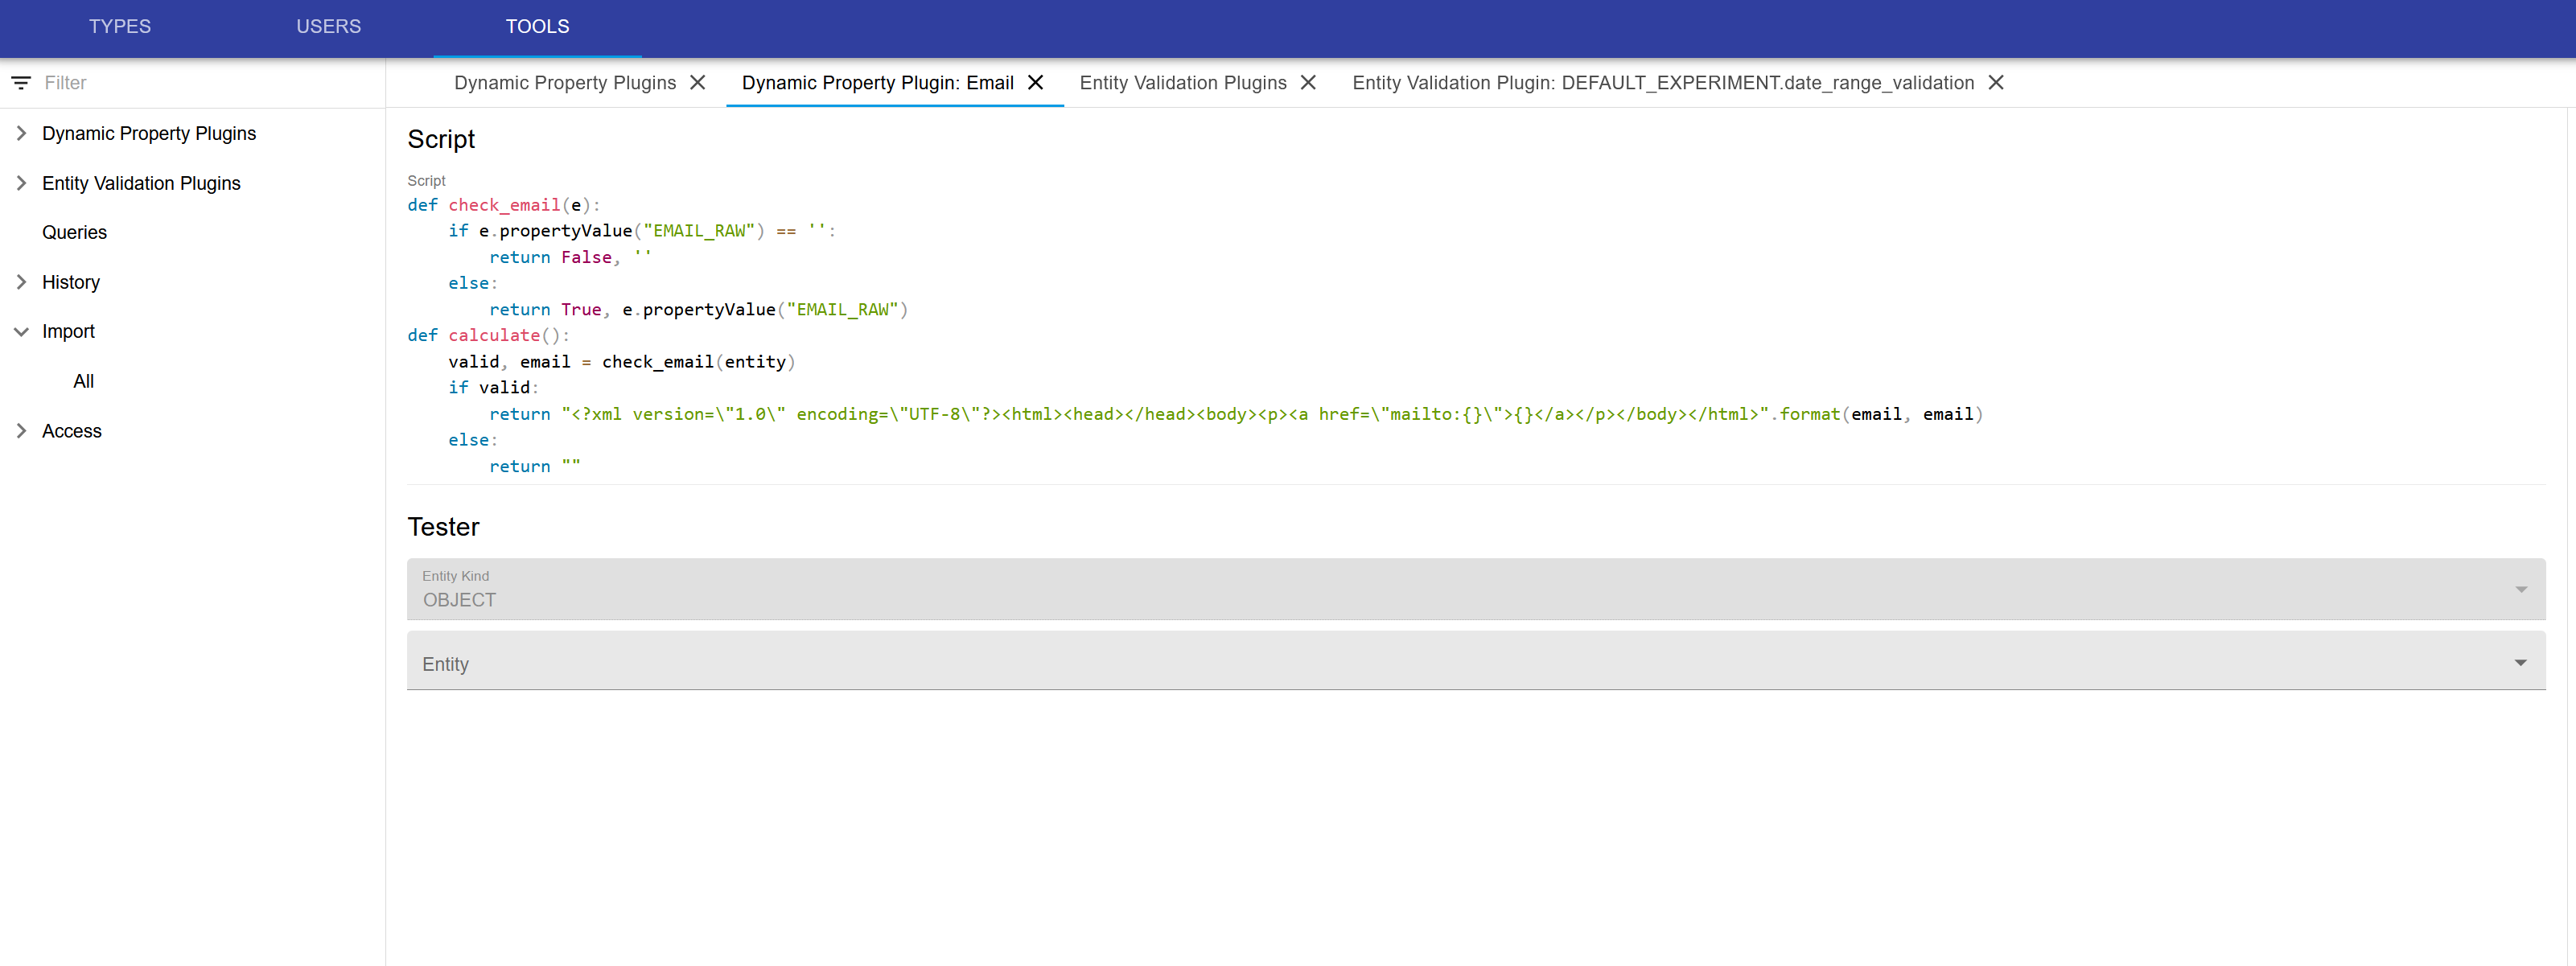 TYPES USERS TOOLS
Filter
Dynamic Property Plugins
Entity Validation Plugins
Queries
History
Import
All
Access
Dynamic Property Plugins Dynamic Property Plugin: Email Entity Validation Plugins Entity Validation Plugin: DEFAULT_EXPERIMENT.date_range_validation
Script
Script
def check_email(e):
    if e.propertyValue("EMAIL_RAW") == '':
        return False, ''
    else:
        return True, e.propertyValue("EMAIL_RAW")
def calculate():
    valid, email = check_email(entity)
    if valid:
        return "<?xml version=\"1.0\" encoding=\"UTF-8\"?><html><head></head><body><p><a href=\"mailto:{}\">{}</a></p></body></html>".format(email, email)
    else:
        return ""
Tester
Entity Kind
OBJECT
Entity